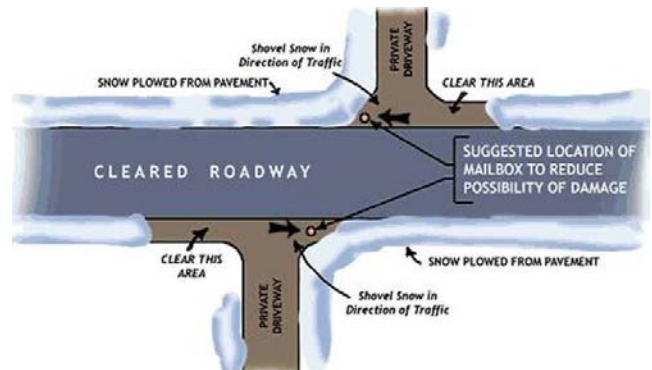 Shovel Snow in
Direction of Traffic
PRIVATE
DRIVEWAY
SNOW PLOWED FROM PAVEMENT
CLEAR THIS AREA
CLEARED ROADWAY
SUGGESTED LOCATION OF
MAILBOX TO REDUCE
POSSIBILITY OF DAMAGE
CLEAR THIS
AREA
SNOW PLOWED FROM PAVEMENT
PRIVATE
DRIVEWAY
Shovel Snow in
Direction of Traffic